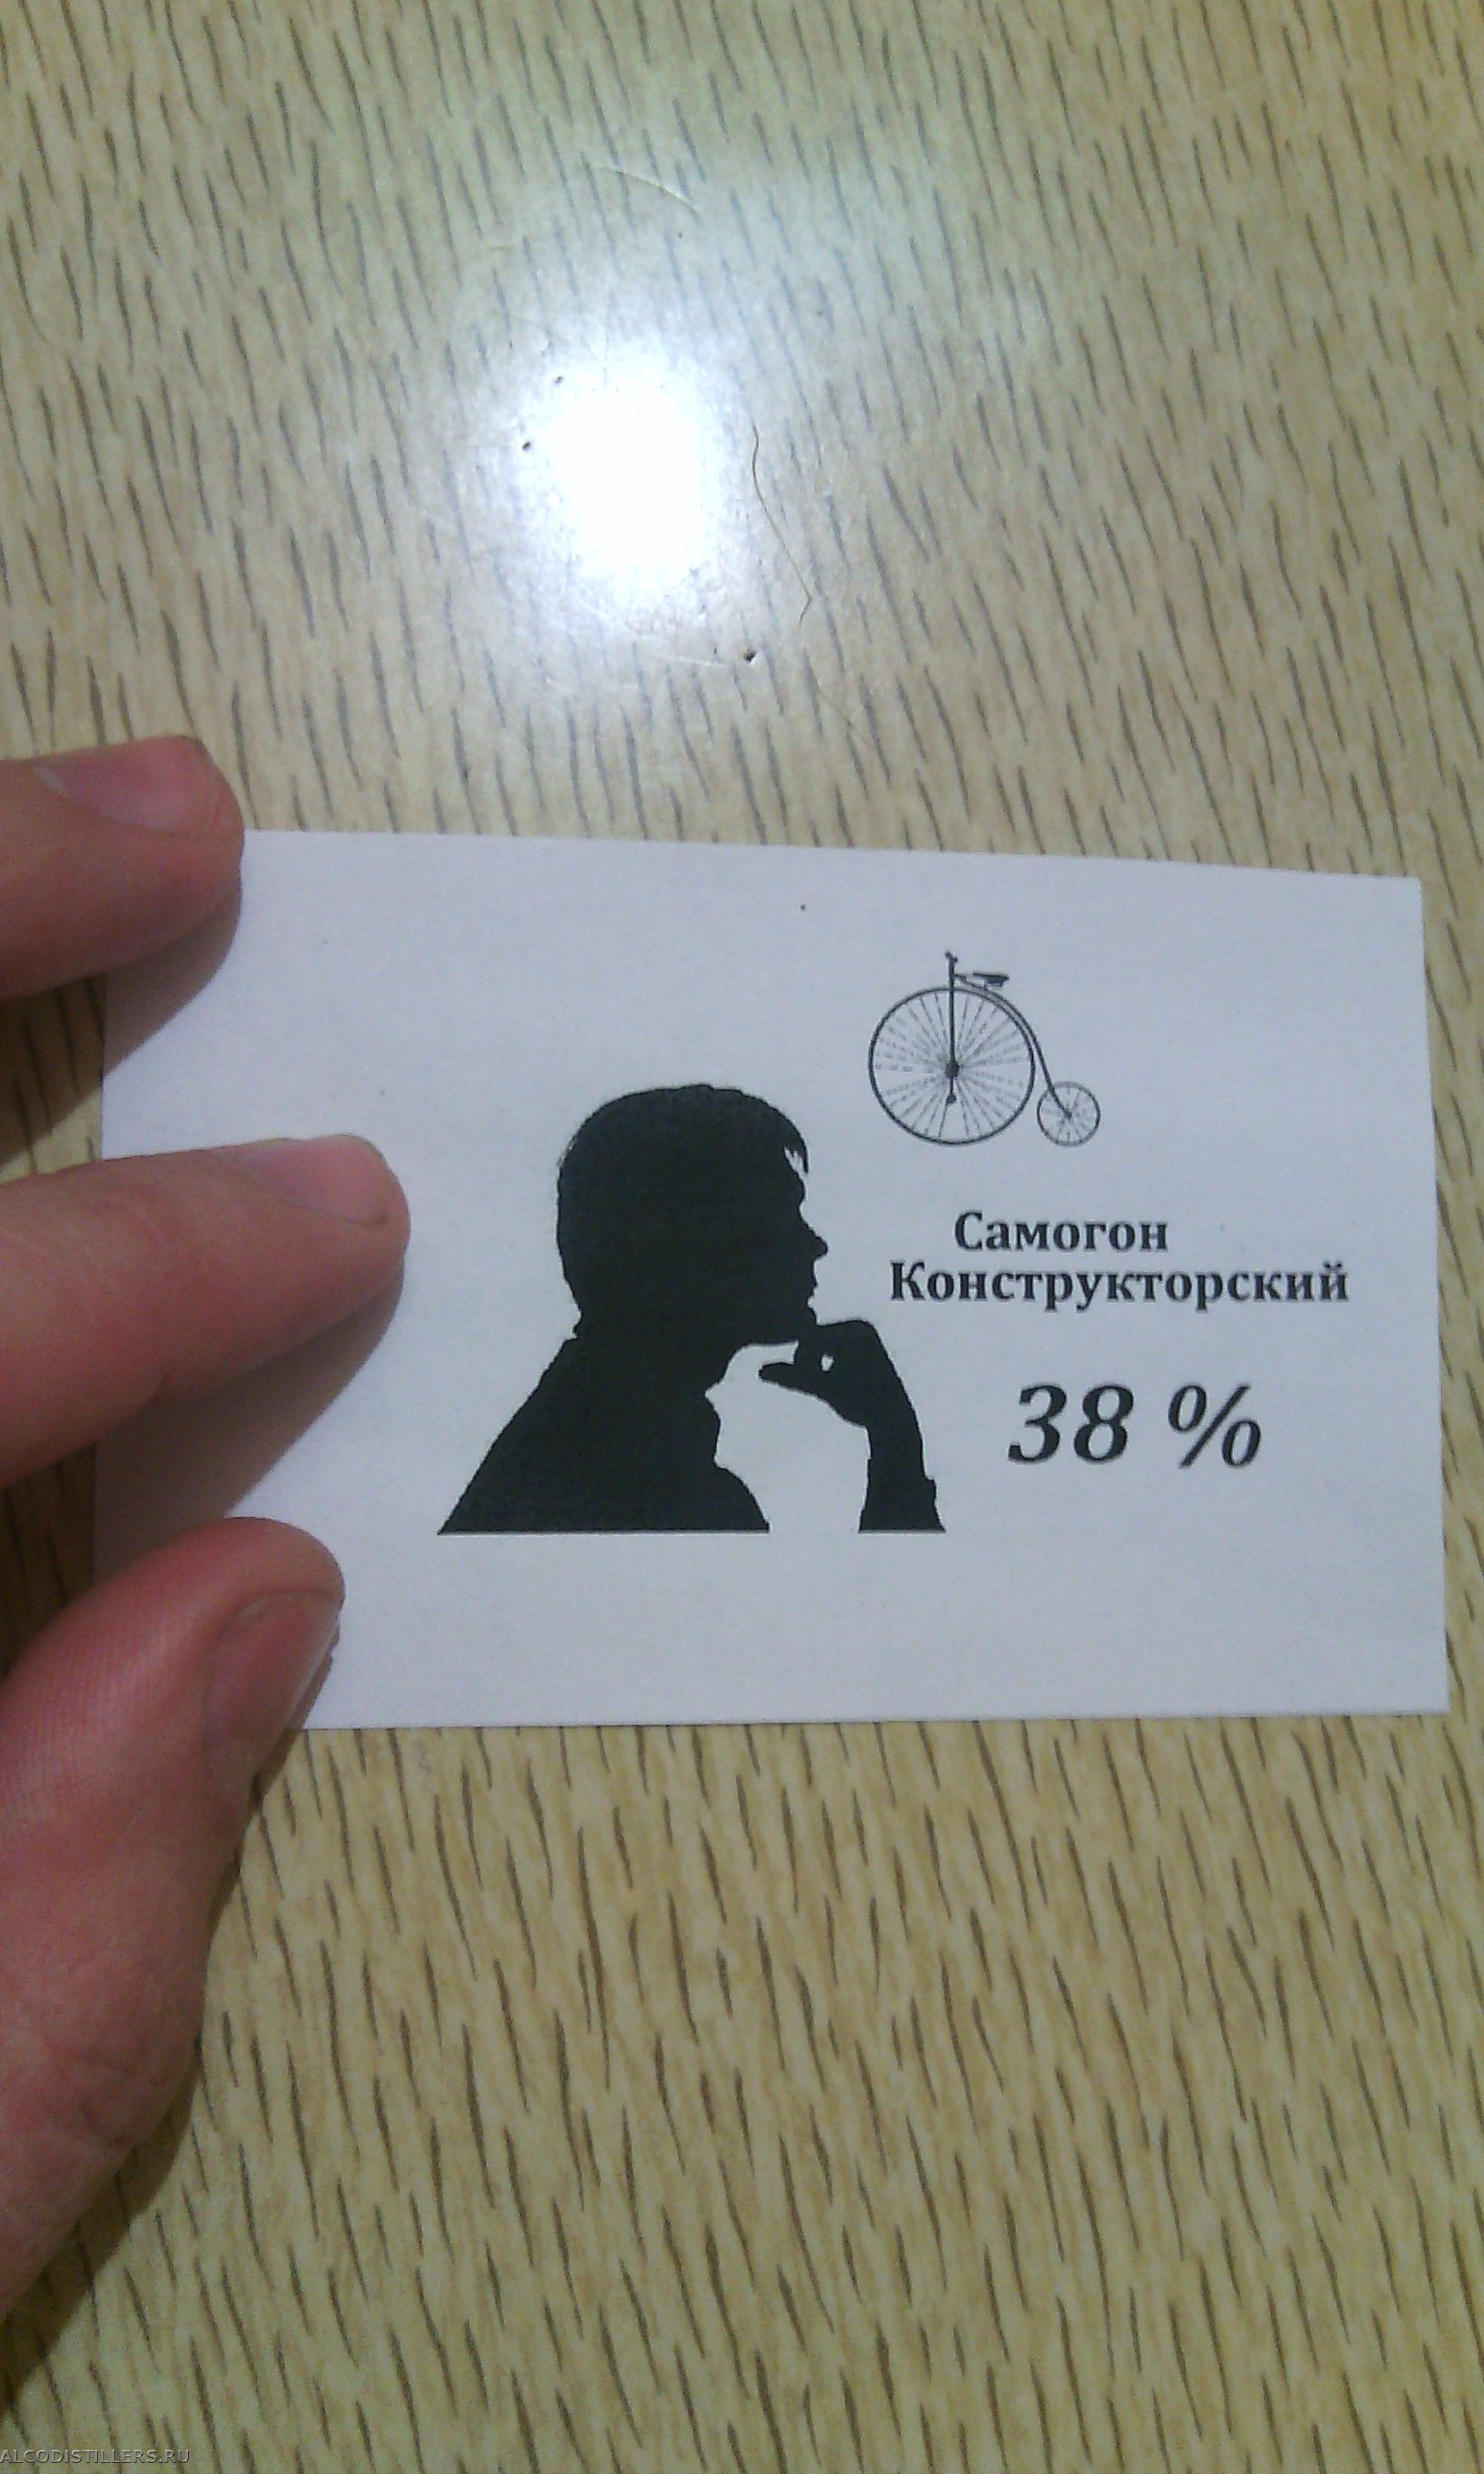 Самогон
Конструкторский
38 %
ALCODISTILLERS.RU